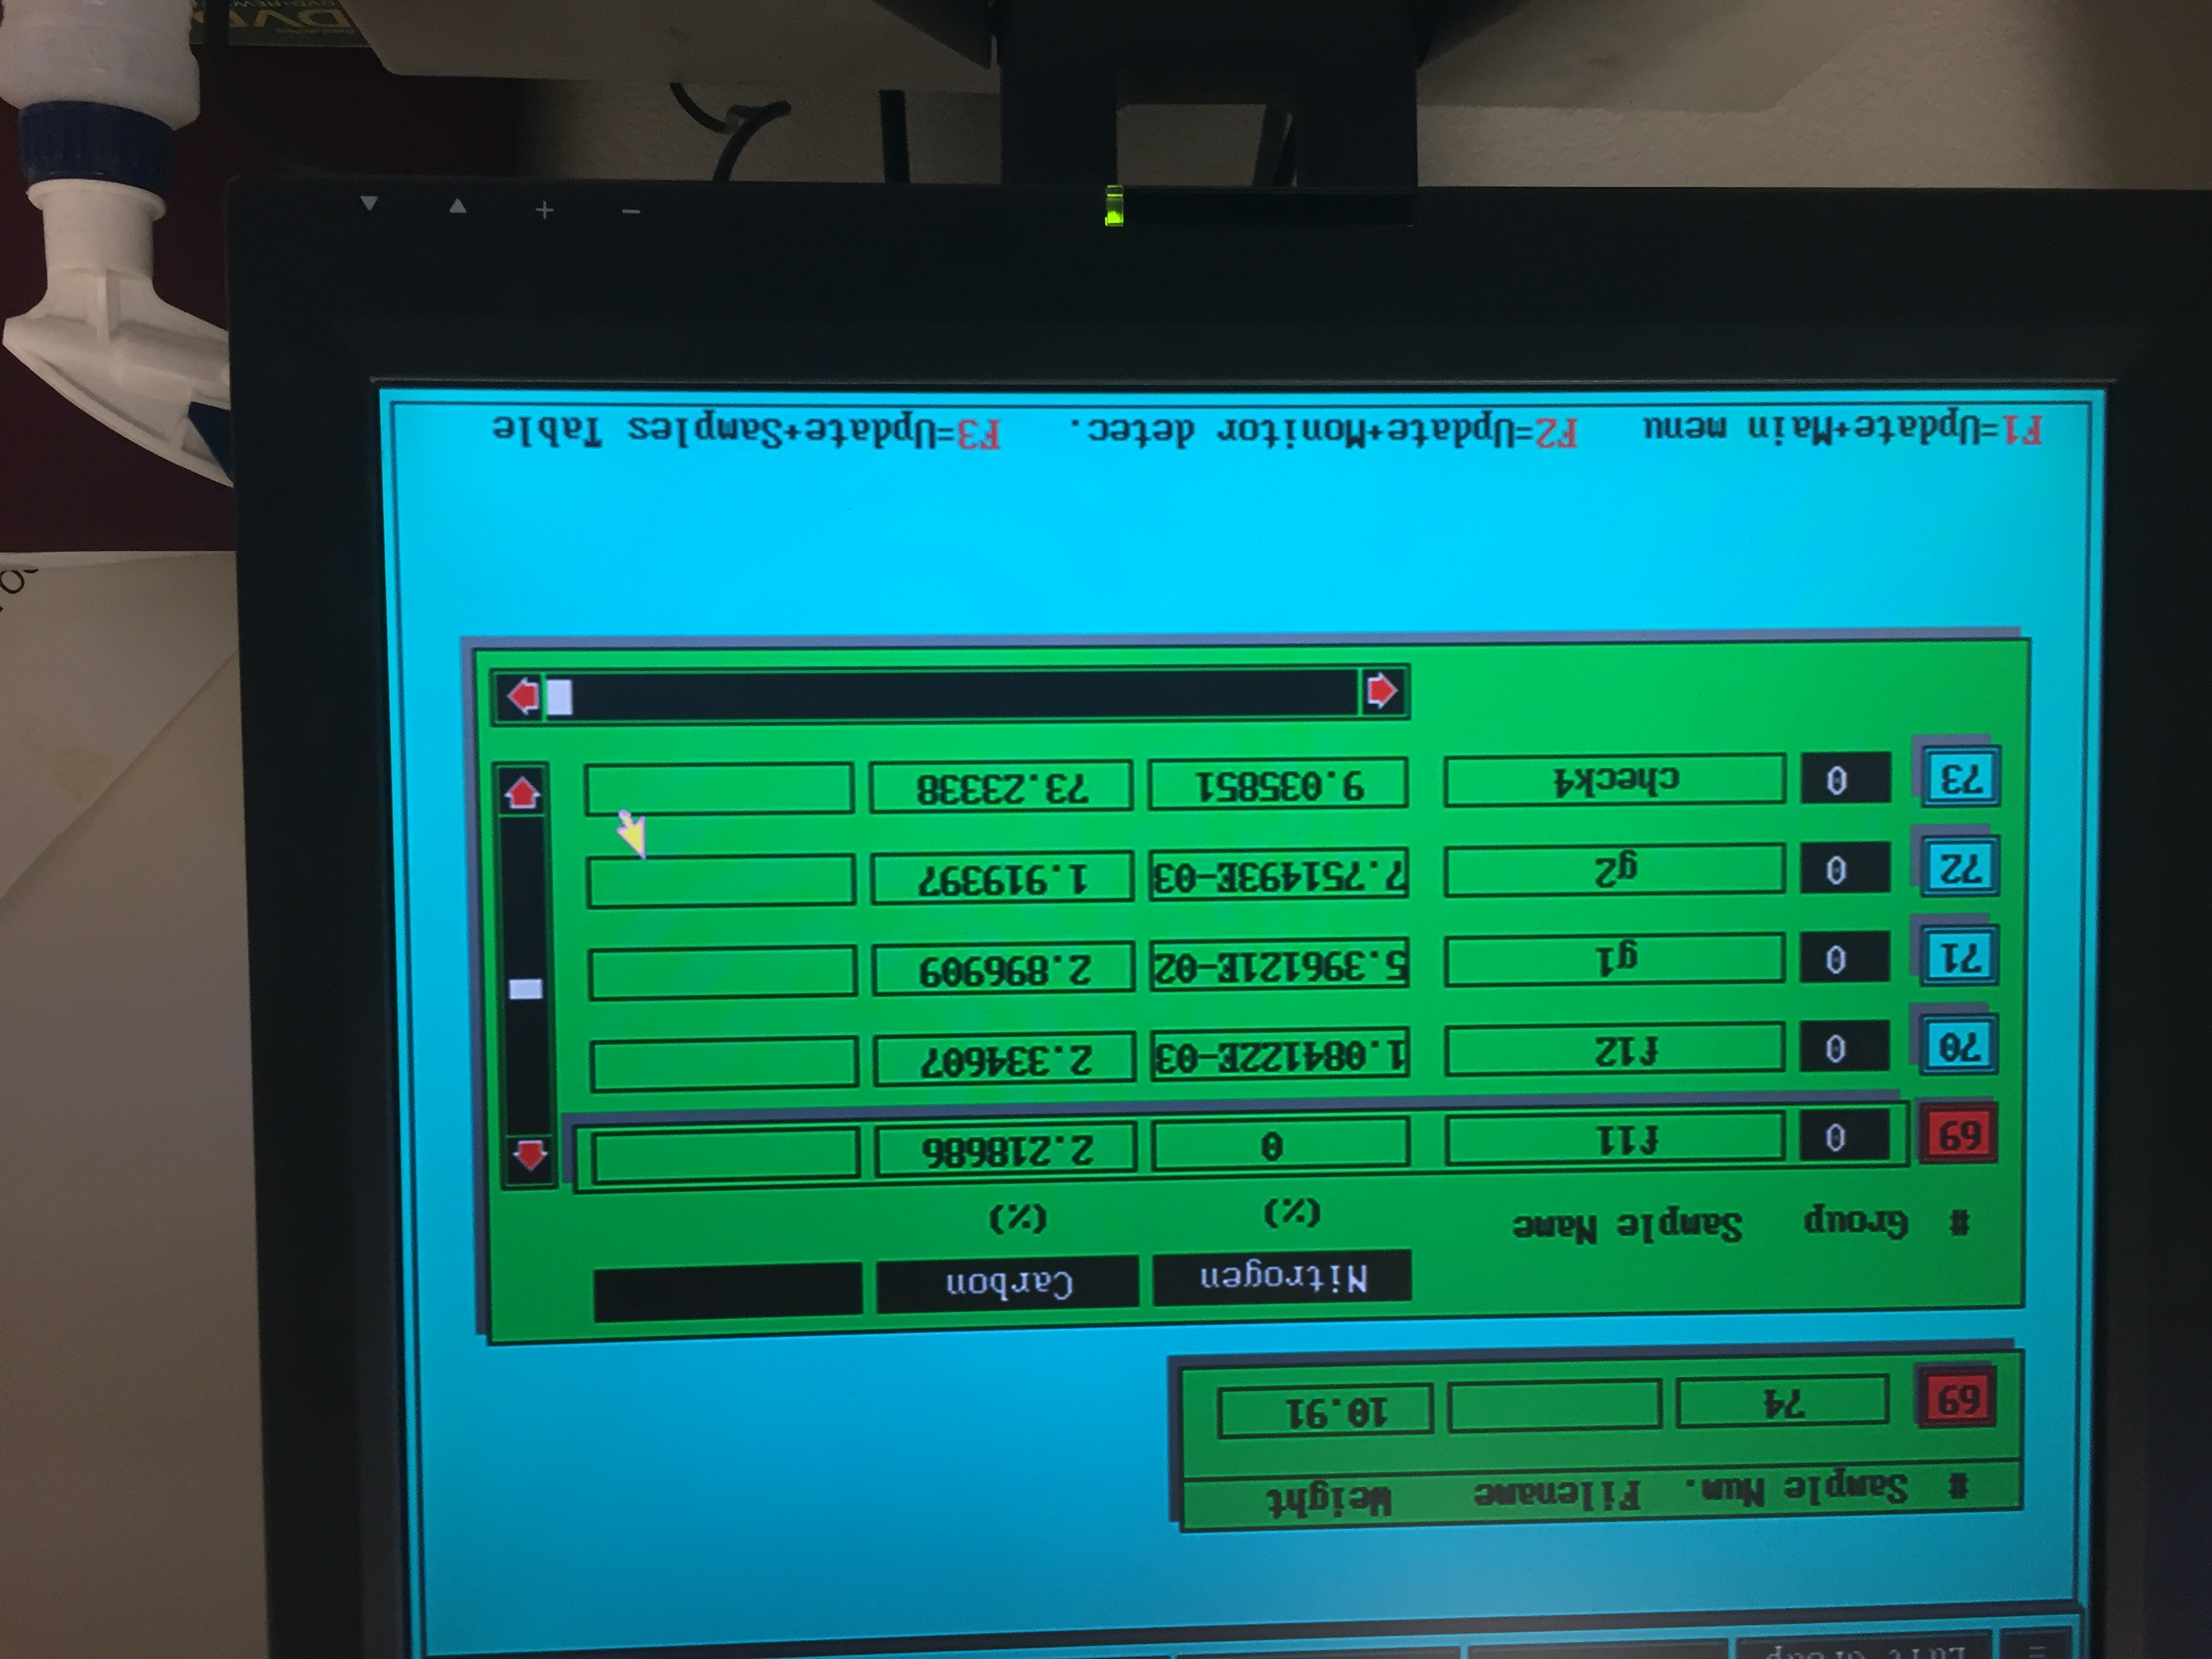 Edit Group
# Sample Num. Filename Weight
69 74 10.91
Nitrogen Carbon
# Group Sample Name (%) (%)
69 0 f11 0 2.218686
70 0 f12 1.084122E-03 2.334607
71 0 g1 5.396121E-02 2.896909
72 0 g2 7.751493E-03 1.919397
73 0 check4 9.035851 73.23338
F1=Update+Main menu F2=Update+Monitor detec. F3=Update+Samples Table
- +
DVD